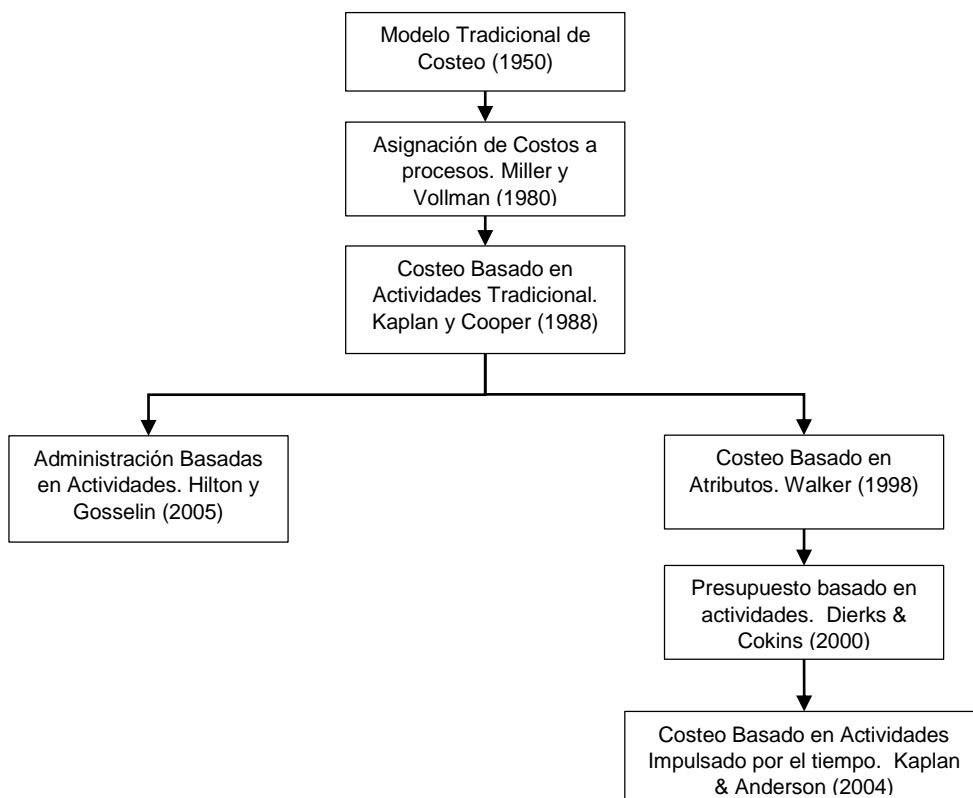 Modelo Tradicional de
Costeo (1950)
Asignación de Costos a
procesos. Miller y
Vollman (1980)
Costeo Basado en
Actividades Tradicional.
Kaplan y Cooper (1988)
Administración Basadas
en Actividades. Hilton y
Gosselin (2005)
Costeo Basado en
Atributos. Walker (1998)
Presupuesto basado en
actividades. Dierks &
Cokins (2000)
Costeo Basado en Actividades
Impulsado por el tiempo. Kaplan
& Anderson (2004)